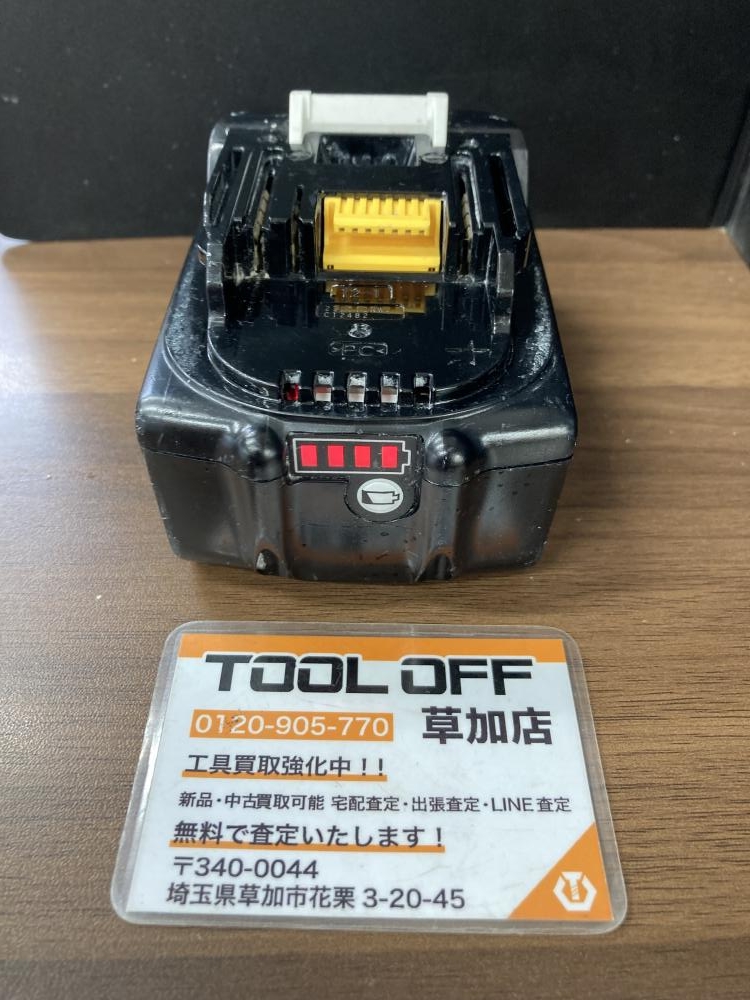 TOOL OFF
0120-905-770 草加店
工具買取強化中!!
新品・中古買取可能 宅配査定・出張査定・LINE査定
無料で査定いたします!
〒340-0044
埼玉県草加市花栗3-20-45